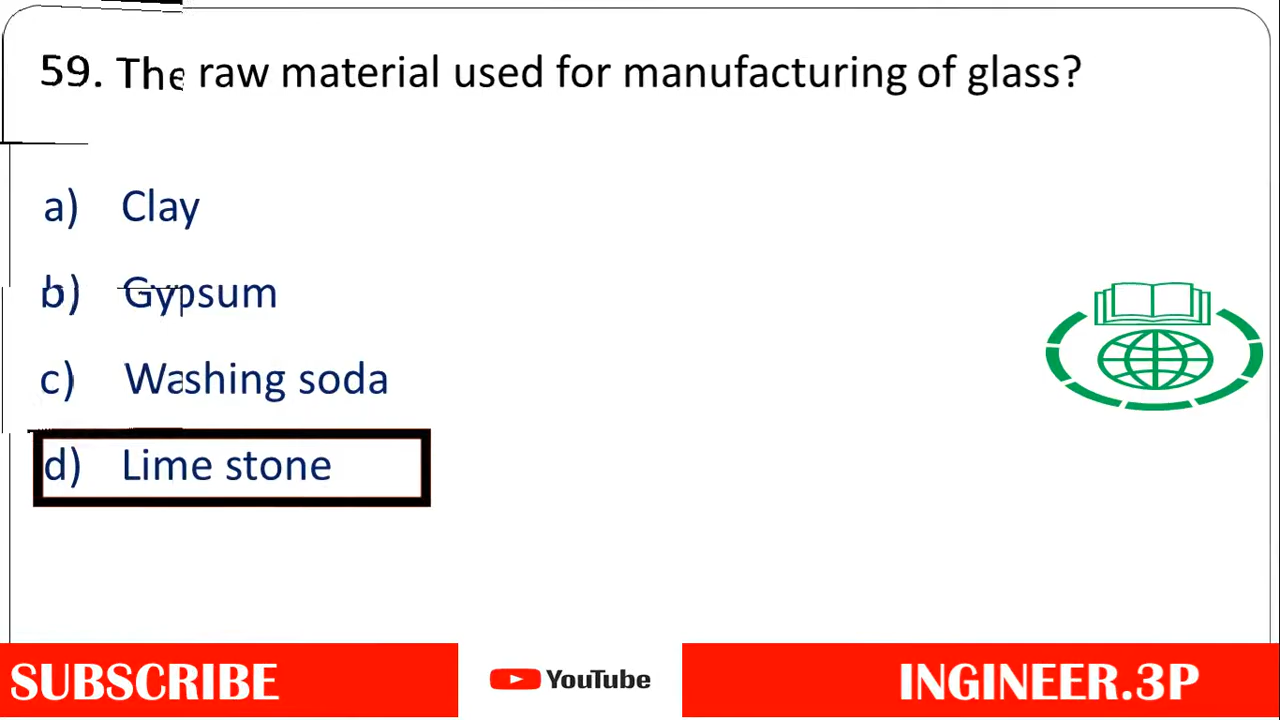 59. The raw material used for manufacturing of glass?
a) Clay
b) Gypsum
c) Washing soda
d) Lime stone
SUBSCRIBE YouTube INGINEER.3P